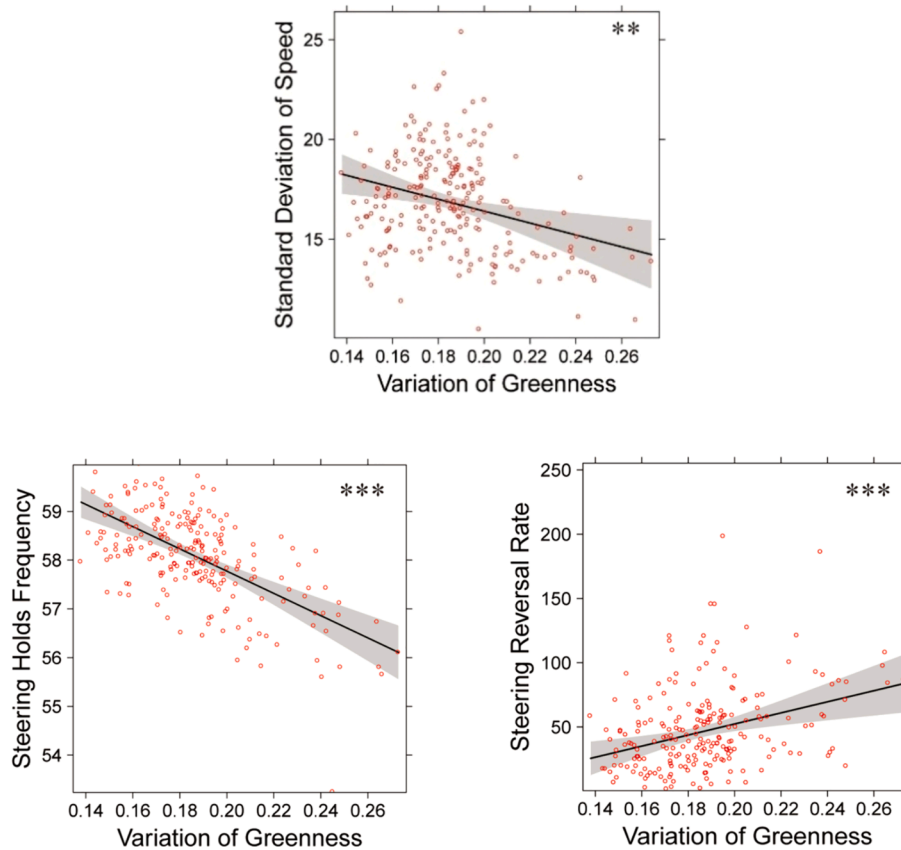 **
Standard Deviation of Speed
25
20
15
0.14 0.16 0.18 0.20 0.22 0.24 0.26
Variation of Greenness
***
Steering Holds Frequency
59
58
57
56
55
54
0.14 0.16 0.18 0.20 0.22 0.24 0.26
Variation of Greenness
***
Steering Reversal Rate
250
200
150
100
50
0.14 0.16 0.18 0.20 0.22 0.24 0.26
Variation of Greenness